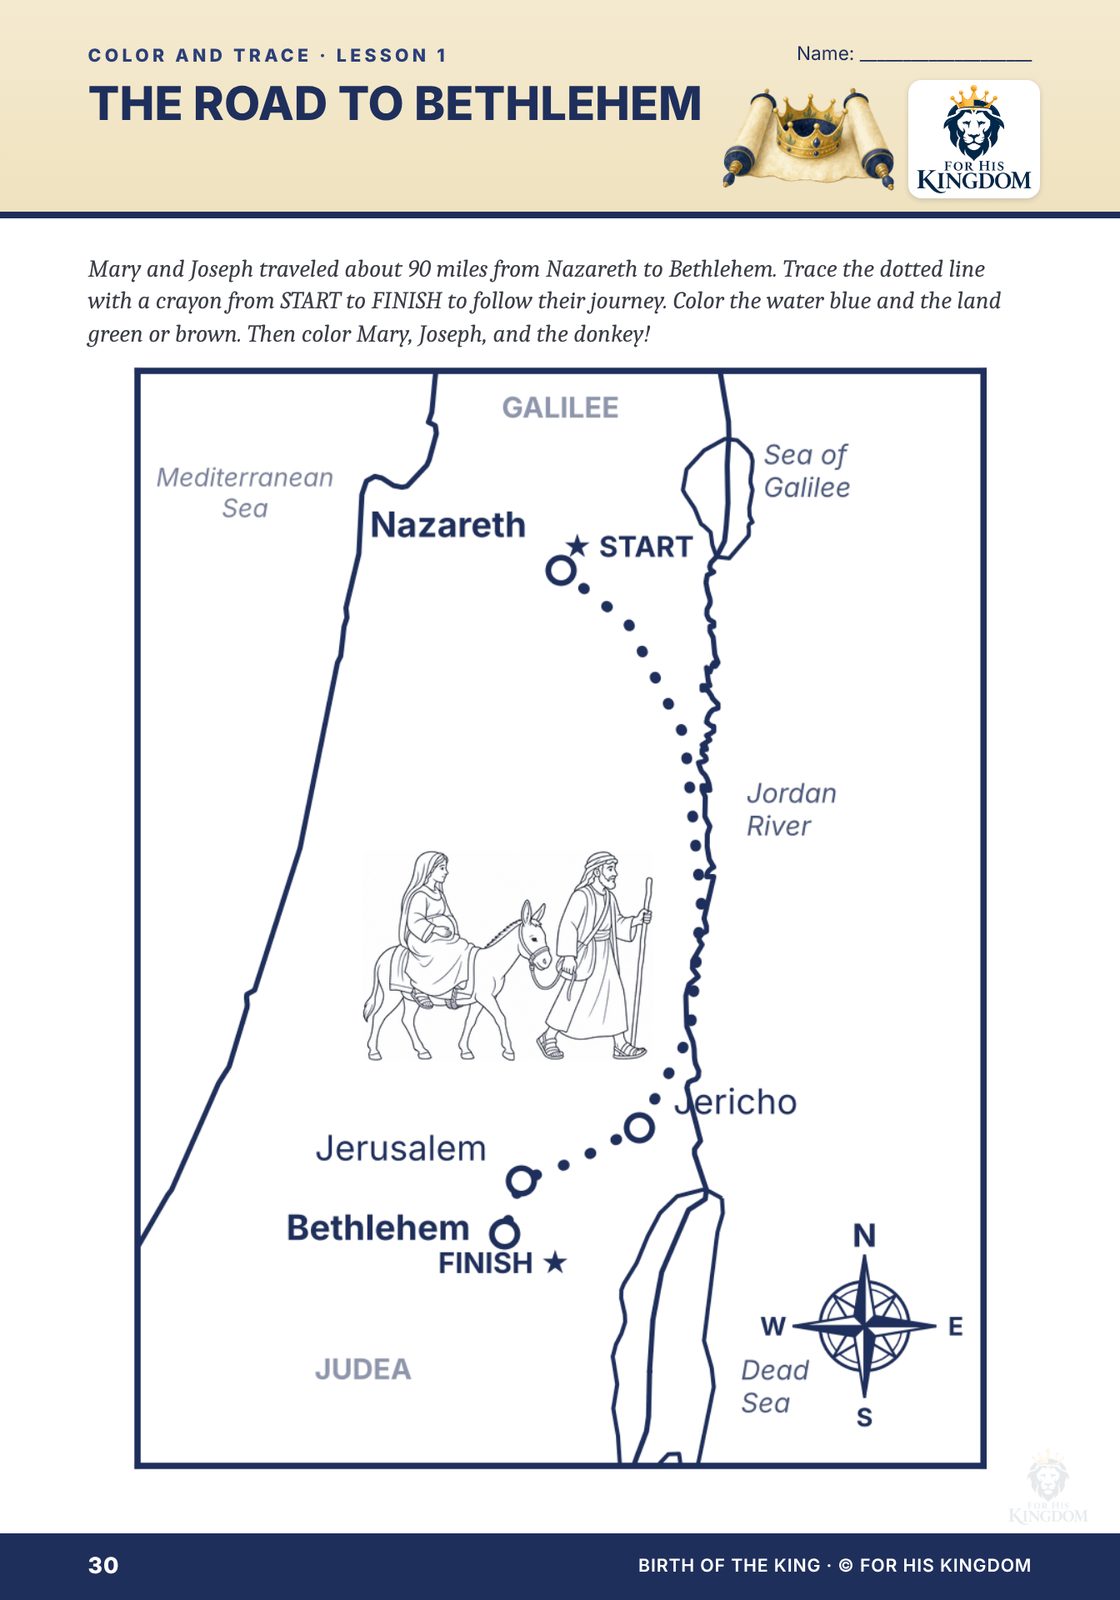 COLOR AND TRACE · LESSON 1
Name: ___________________
THE ROAD TO BETHLEHEM
FOR HIS
KINGDOM
Mary and Joseph traveled about 90 miles from Nazareth to Bethlehem. Trace the dotted line
with a crayon from START to FINISH to follow their journey. Color the water blue and the land
green or brown. Then color Mary, Joseph, and the donkey!
GALILEE
Mediterranean
Sea
Sea of
Galilee
Nazareth
★ START
Jordan
River
Jericho
Jerusalem
Bethlehem
FINISH ★
N
W
E
S
JUDEA
Dead
Sea
FOR HIS
KINGDOM
30
BIRTH OF THE KING · © FOR HIS KINGDOM